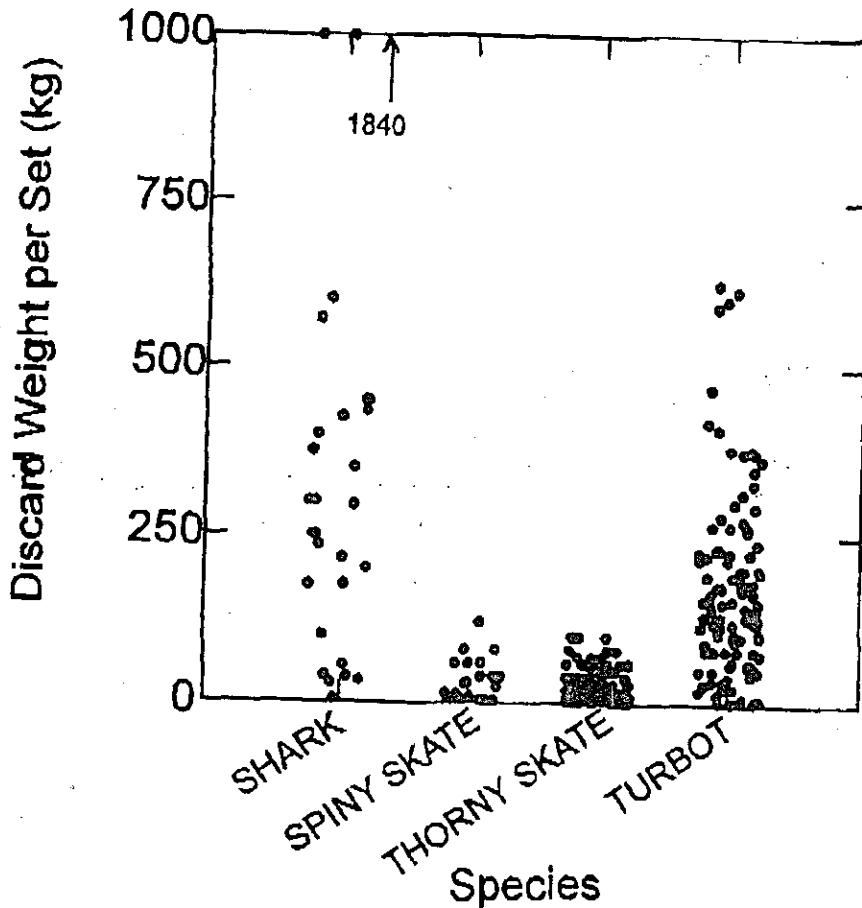 1000
1840
750
500
250
0
Discard Weight per Set (kg)
SHARK
SPINY SKATE
THORNY SKATE
TURBOT
Species